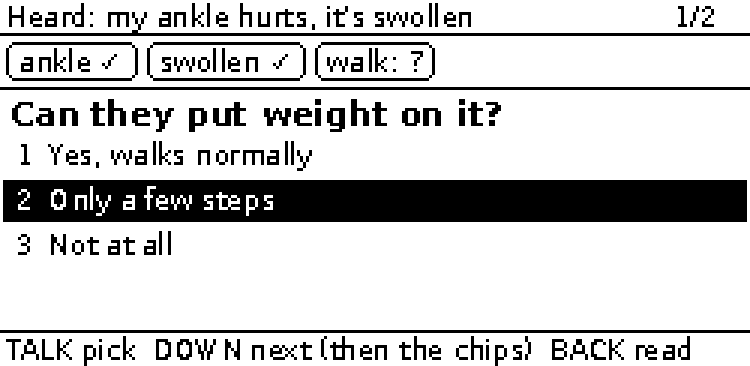 Heard: my ankle hurts, it's swollen 1/2
ankle ✓ swollen ✓ walk: ?
Can they put weight on it?
1 Yes, walks normally
2 Only a few steps
3 Not at all
TALK pick DOWN next (then the chips) BACK read